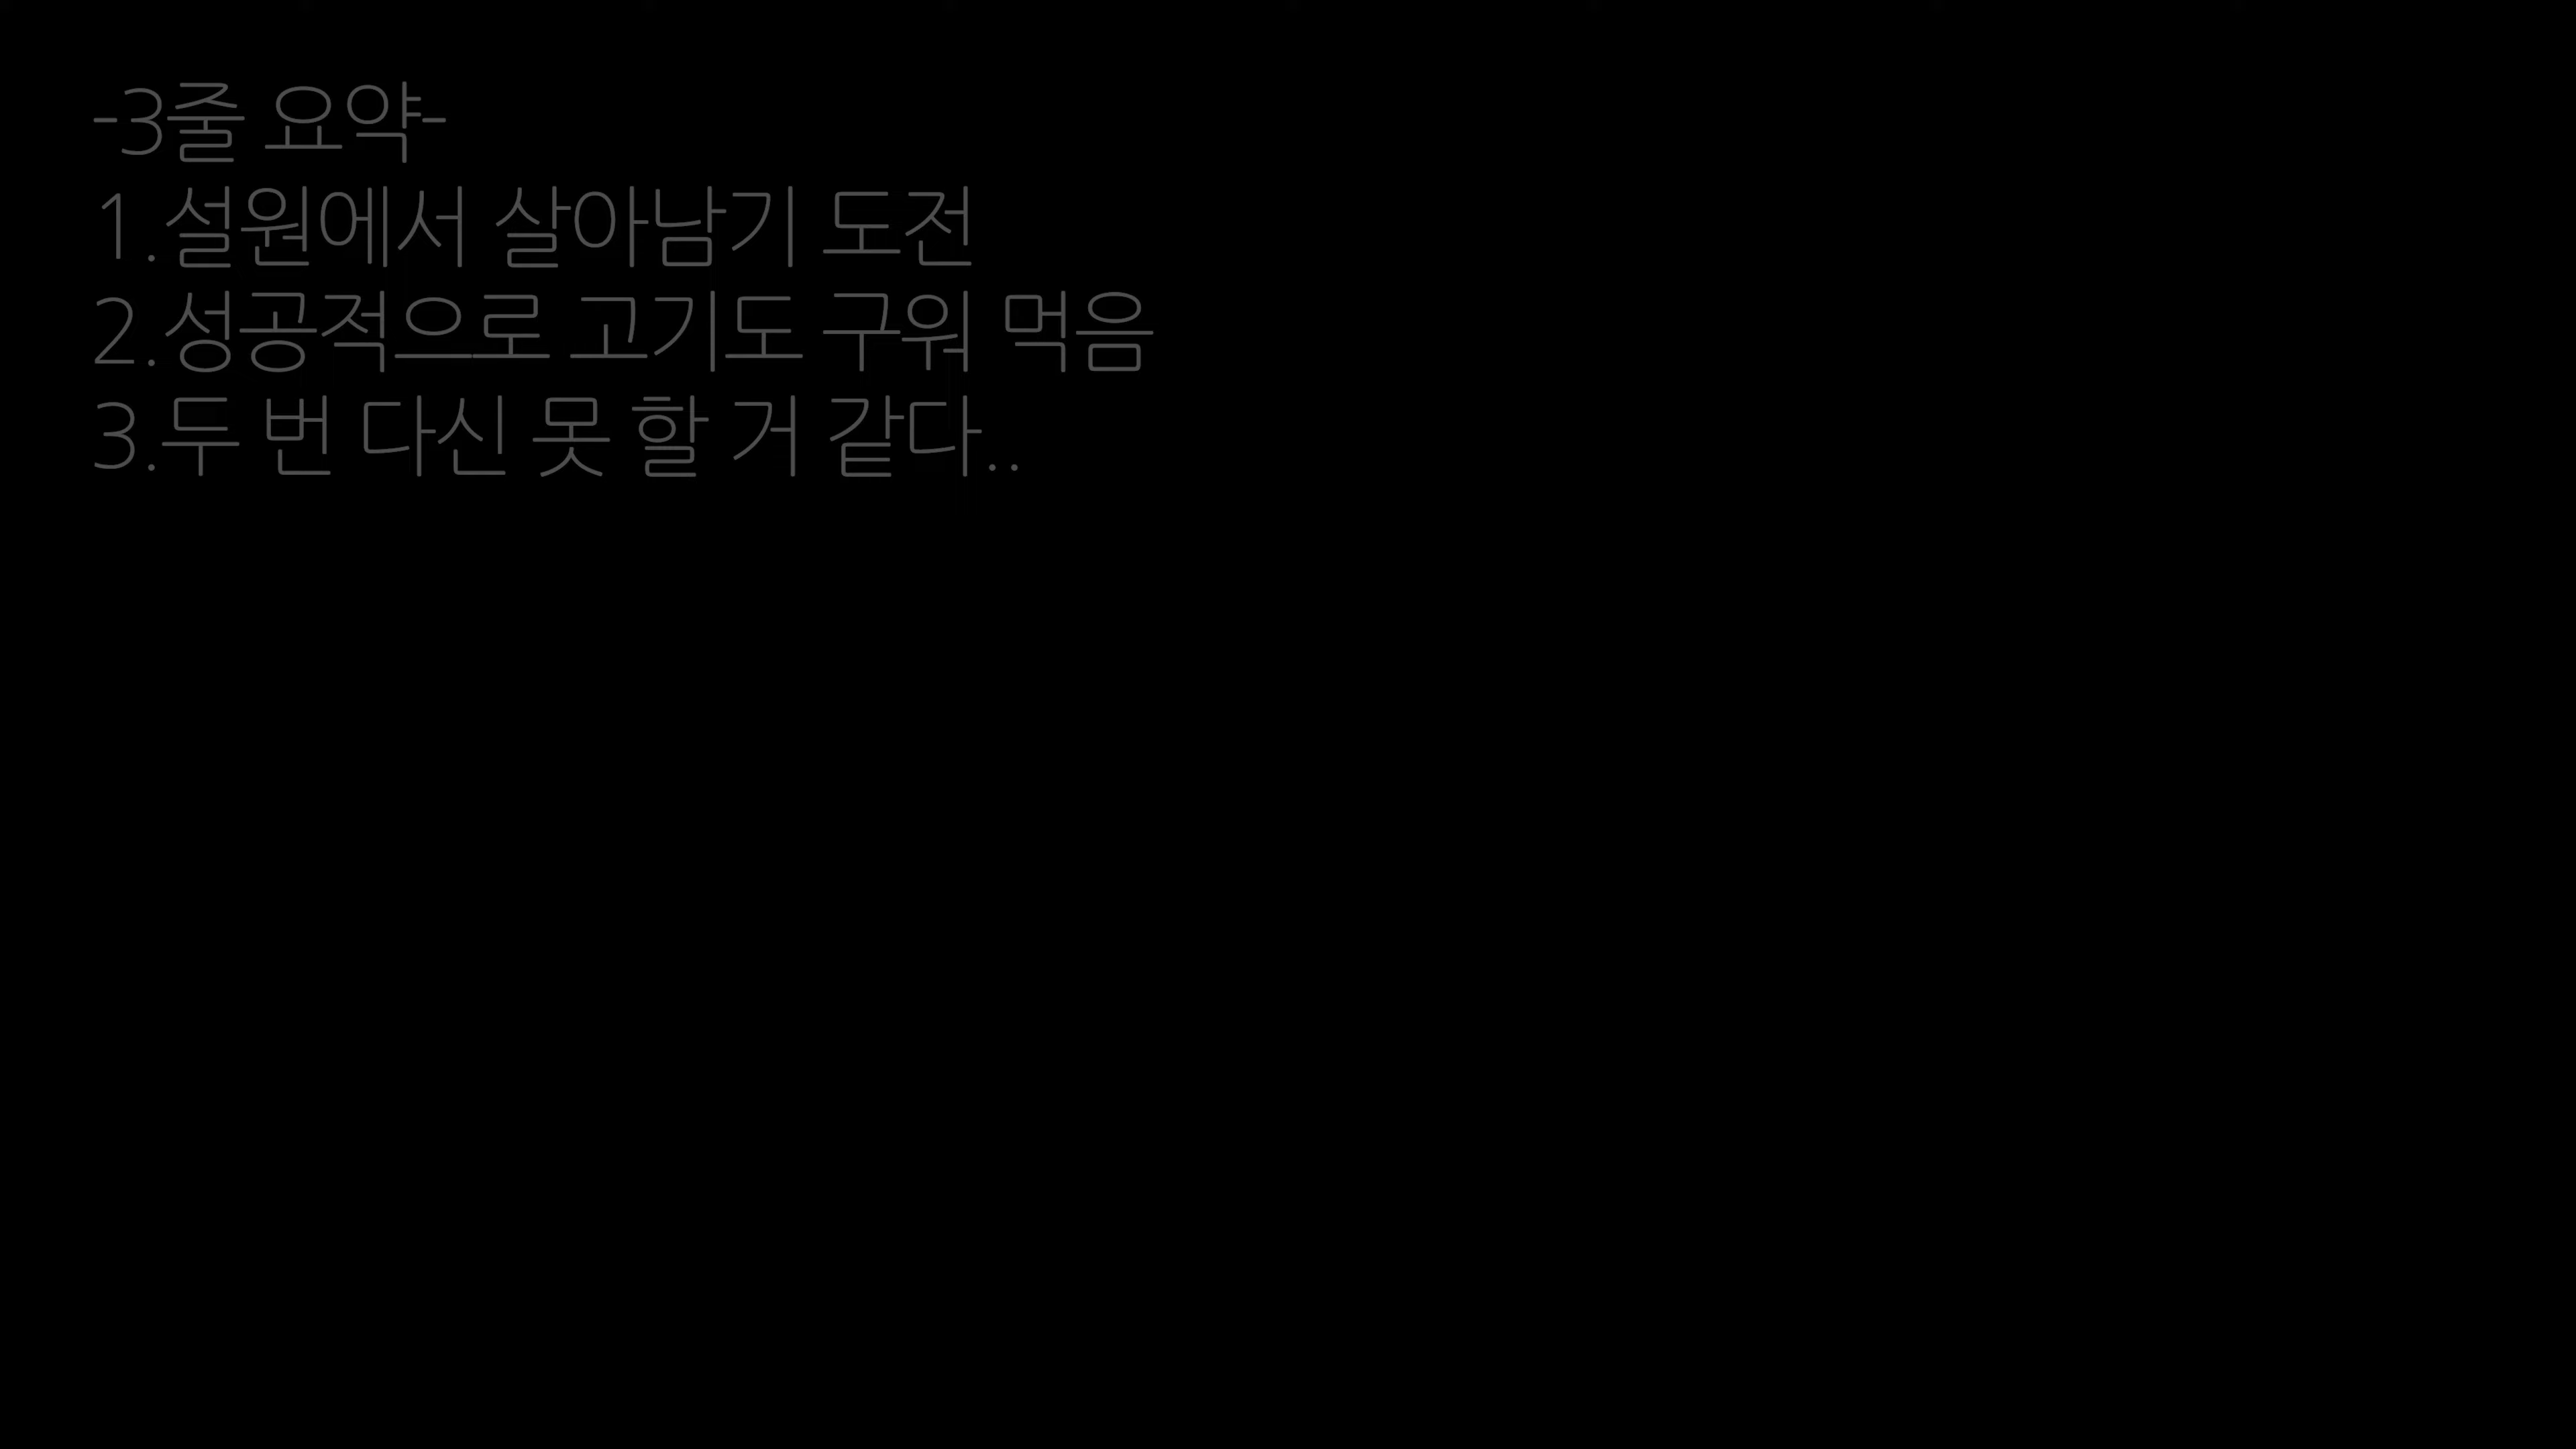 -3줄 요약-
1.설원에서 살아남기 도전
2.성공적으로 고기도 구워 먹음
3.두 번 다신 못 할 거 같다..